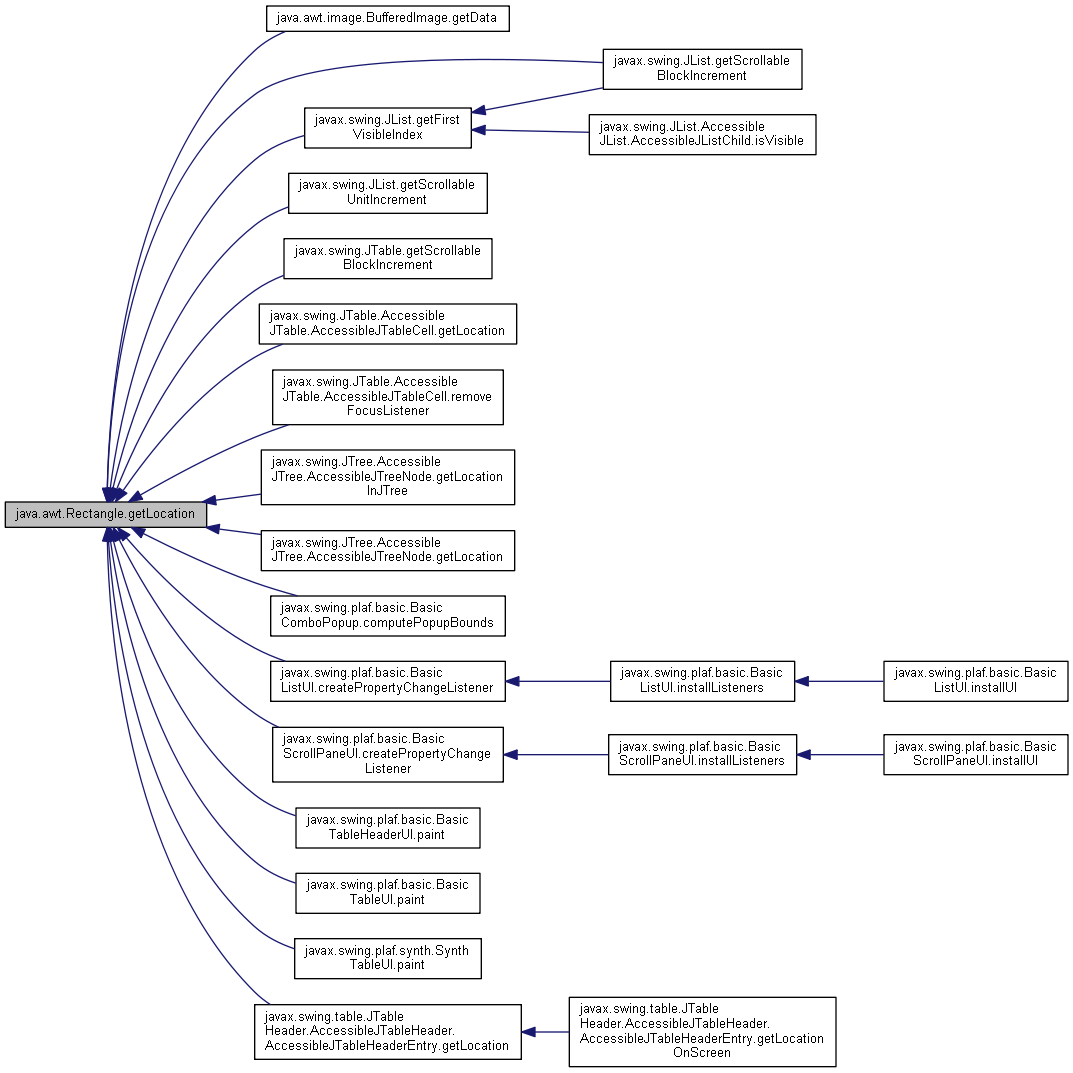 java.awt.image.BufferedImage.getData
javax.swing.JList.getScrollable
BlockIncrement
javax.swing.JList.getFirst
VisibleIndex
javax.swing.JList.Accessible
JList.AccessibleJListChild.isVisible
javax.swing.JList.getScrollable
UnitIncrement
javax.swing.JTable.getScrollable
BlockIncrement
javax.swing.JTable.Accessible
JTable.AccessibleJTableCell.getLocation
javax.swing.JTable.Accessible
JTable.AccessibleJTableCell.remove
FocusListener
javax.swing.JTree.Accessible
JTree.AccessibleJTreeNode.getLocation
InJTree
java.awt.Rectangle.getLocation
javax.swing.JTree.Accessible
JTree.AccessibleJTreeNode.getLocation
javax.swing.plaf.basic.Basic
ComboPopup.computePopupBounds
javax.swing.plaf.basic.Basic
ListUI.createPropertyChangeListener
javax.swing.plaf.basic.Basic
ListUI.installListeners
javax.swing.plaf.basic.Basic
ListUI.installUI
javax.swing.plaf.basic.Basic
ScrollPaneUI.createPropertyChange
Listener
javax.swing.plaf.basic.Basic
ScrollPaneUI.installListeners
javax.swing.plaf.basic.Basic
ScrollPaneUI.installUI
javax.swing.plaf.basic.Basic
TableHeaderUI.paint
javax.swing.plaf.basic.Basic
TableUI.paint
javax.swing.plaf.synth.Synth
TableUI.paint
javax.swing.table.JTable
Header.AccessibleJTableHeader.
AccessibleJTableHeaderEntry.getLocation
javax.swing.table.JTable
Header.AccessibleJTableHeader.
AccessibleJTableHeaderEntry.getLocation
OnScreen